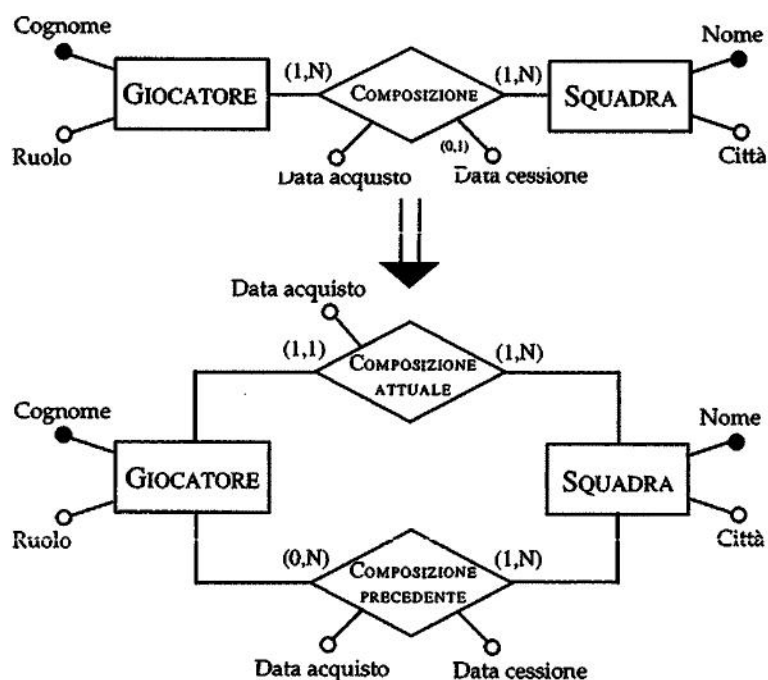 Cognome
Nome
(1,N)
(1,N)
GIOCATORE
COMPOSIZIONE
SQUADRA
Ruolo
(0,1)
Città
Data acquisto
Data cessione
Data acquisto
(1,1)
(1,N)
COMPOSIZIONE
ATTUALE
Cognome
Nome
GIOCATORE
SQUADRA
Ruolo
Città
(0,N)
(1,N)
COMPOSIZIONE
PRECEDENTE
Data acquisto
Data cessione